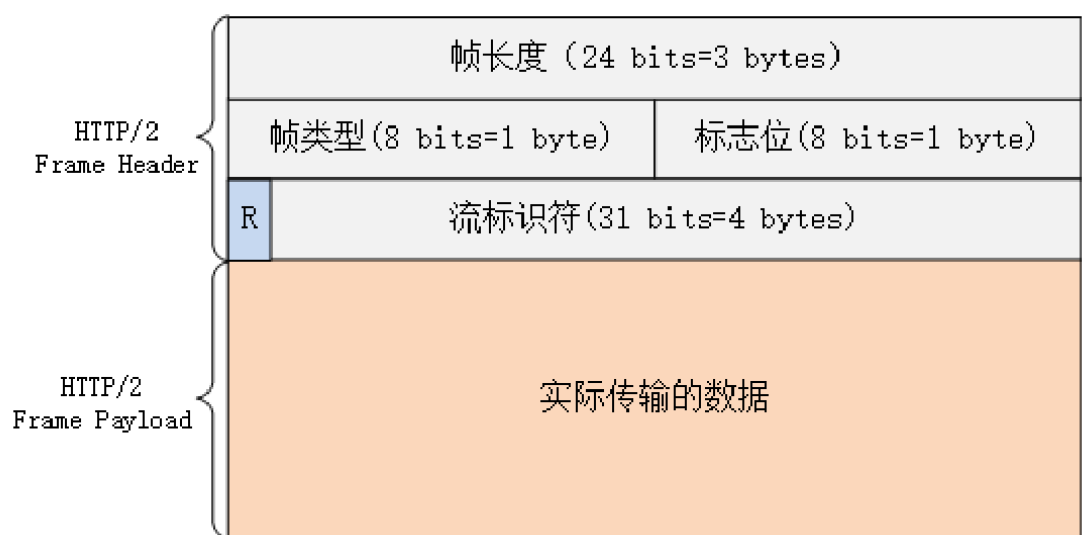 帧长度（24 bits=3 bytes）
HTTP/2
Frame Header
帧类型(8 bits=1 byte)
标志位(8 bits=1 byte)
R
流标识符(31 bits=4 bytes)
HTTP/2
Frame Payload
实际传输的数据